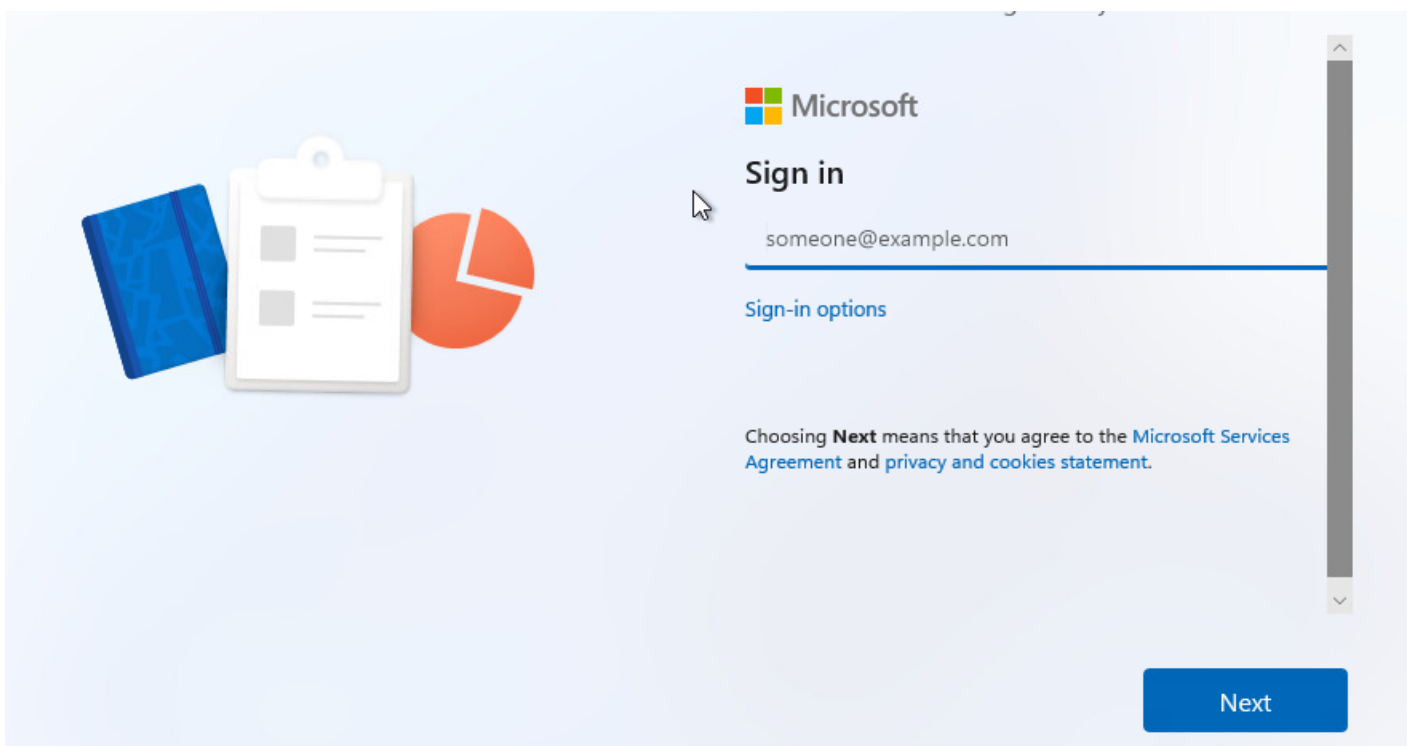 Microsoft
Sign in
someone@example.com
Sign-in options
Choosing Next means that you agree to the Microsoft Services
Agreement and privacy and cookies statement.
Next